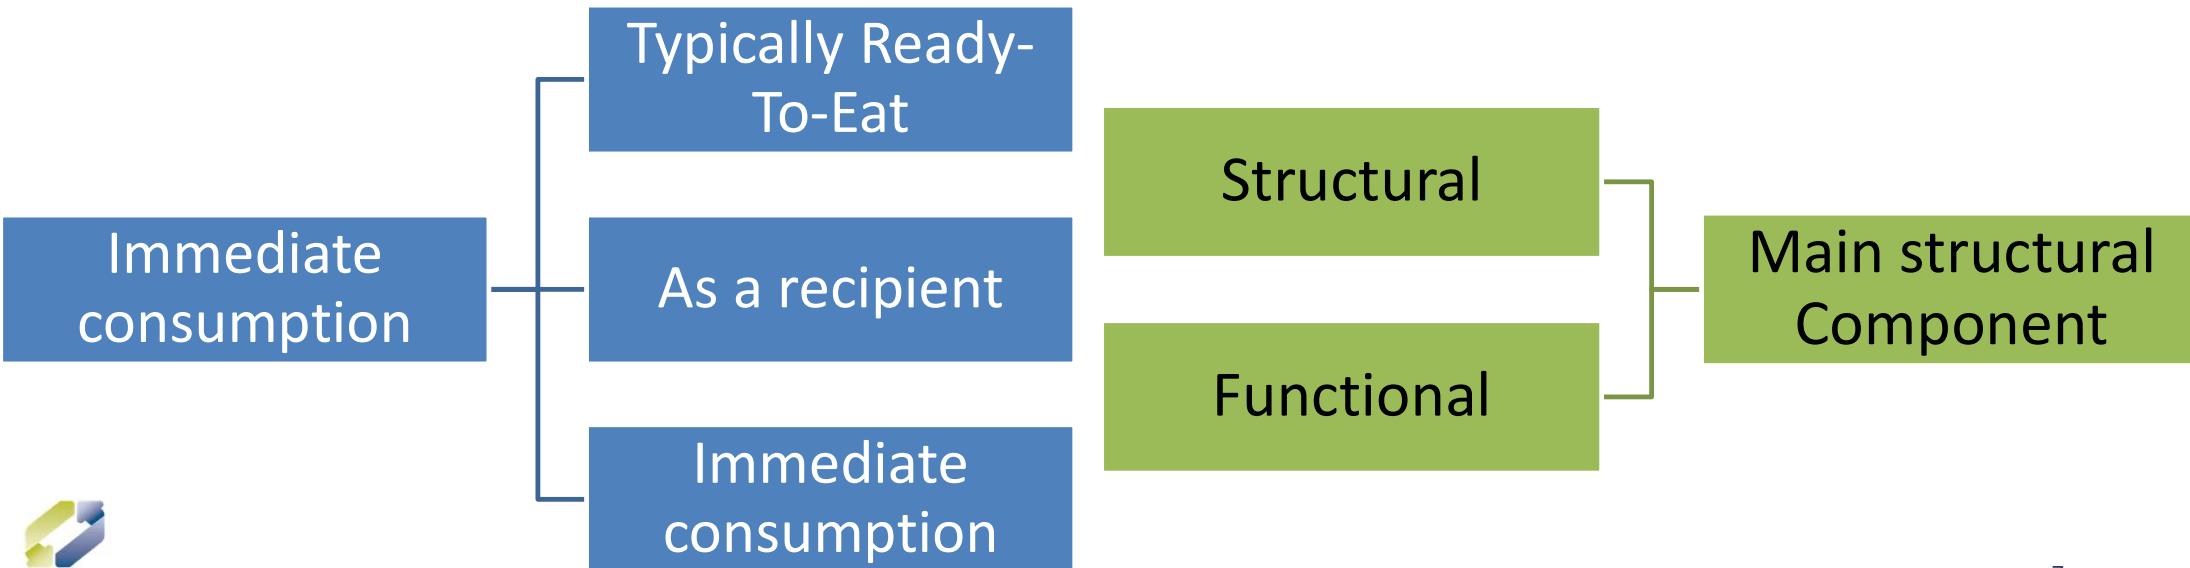 Immediate
consumption
Typically Ready-
To-Eat
As a recipient
Immediate
consumption
Structural
Functional
Main structural
Component